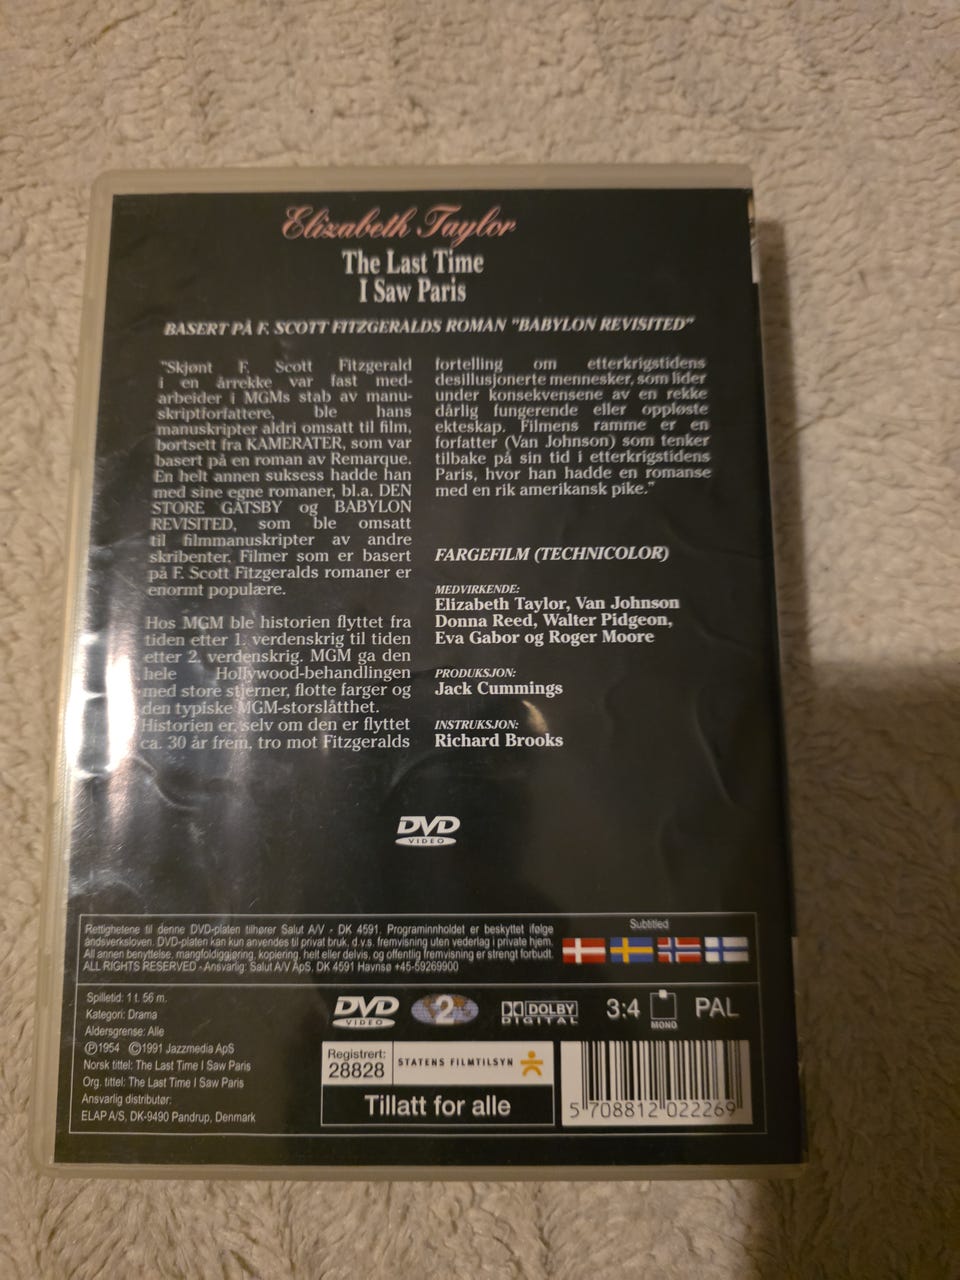 Elizabeth Taylor
The Last Time
I Saw Paris
BASERT PÅ F. SCOTT FITZGERALDS ROMAN "BABYLON REVISITED"
"Skjønt F. Scott Fitzgerald
i en årrekke var fast med-
arbeider i MGMs stab av manu-
skriptforfattere, ble hans
manuskripter aldri omsatt til film,
bortsett fra KAMERATER, som var
basert på en roman av Remarque.
En helt annen suksess hadde han
med sine egne romaner, bl.a. DEN
STORE GATSBY og BABYLON
REVISITED, som ble omsatt
til filmmanuskripter av andre
skribenter. Filmer som er basert
på F. Scott Fitzgeralds romaner er
enormt populære.
Hos MGM ble historien flyttet fra
tiden etter 1. verdenskrig til tiden
etter 2. verdenskrig. MGM ga den
hele Hollywood-behandlingen
med store stjerner, flotte farger og
den typiske MGM-storslåtthet.
Historien er, selv om den er flyttet
ca. 30 år frem, tro mot Fitzgeralds
fortelling om etterkrigstidens
desillusjonerte mennesker, som lider
under konsekvensene av en rekke
dårlig fungerende eller oppløste
ekteskap. Filmens ramme er en
forfatter (Van Johnson) som tenker
tilbake på sin tid i etterkrigstidens
Paris, hvor han hadde en romanse
med en rik amerikansk pike."
FARGEFILM (TECHNICOLOR)
MEDVIRKENDE:
Elizabeth Taylor, Van Johnson
Donna Reed, Walter Pidgeon,
Eva Gabor og Roger Moore
PRODUKSJON:
Jack Cummings
INSTRUKSJON:
Richard Brooks
DVD
VIDEO
Rettighetene til denne DVD-platen tilhører Salut A/V - DK 4591. Programinnholdet er beskyttet ifølge
åndsverksloven. DVD-platen kan kun anvendes til privat bruk, d.v.s. fremvisning uten vederlag i private hjem.
All annen benyttelse, mangfoldiggjøring, kopiering, helt eller delvis, og offentlig fremvisning er strengt forbudt.
ALL RIGHTS RESERVED - Ansvarlig: Salut A/V ApS, DK 4591 Havnsø +45-59269900
Subtitled
Spilletid: 1 t. 56 m.
Kategori: Drama
Aldersgrense: Alle
Ⓟ1954 ©1991 Jazzmedia ApS
Norsk tittel: The Last Time I Saw Paris
Org. tittel: The Last Time I Saw Paris
Ansvarlig distributør:
ELAP A/S, DK-9490 Pandrup, Denmark
DVD
VIDEO
2
DOLBY
DIGITAL
3:4
MONO
PAL
Registrert:
28828
STATENS FILMTILSYN
Tillatt for alle
5 708812 022269